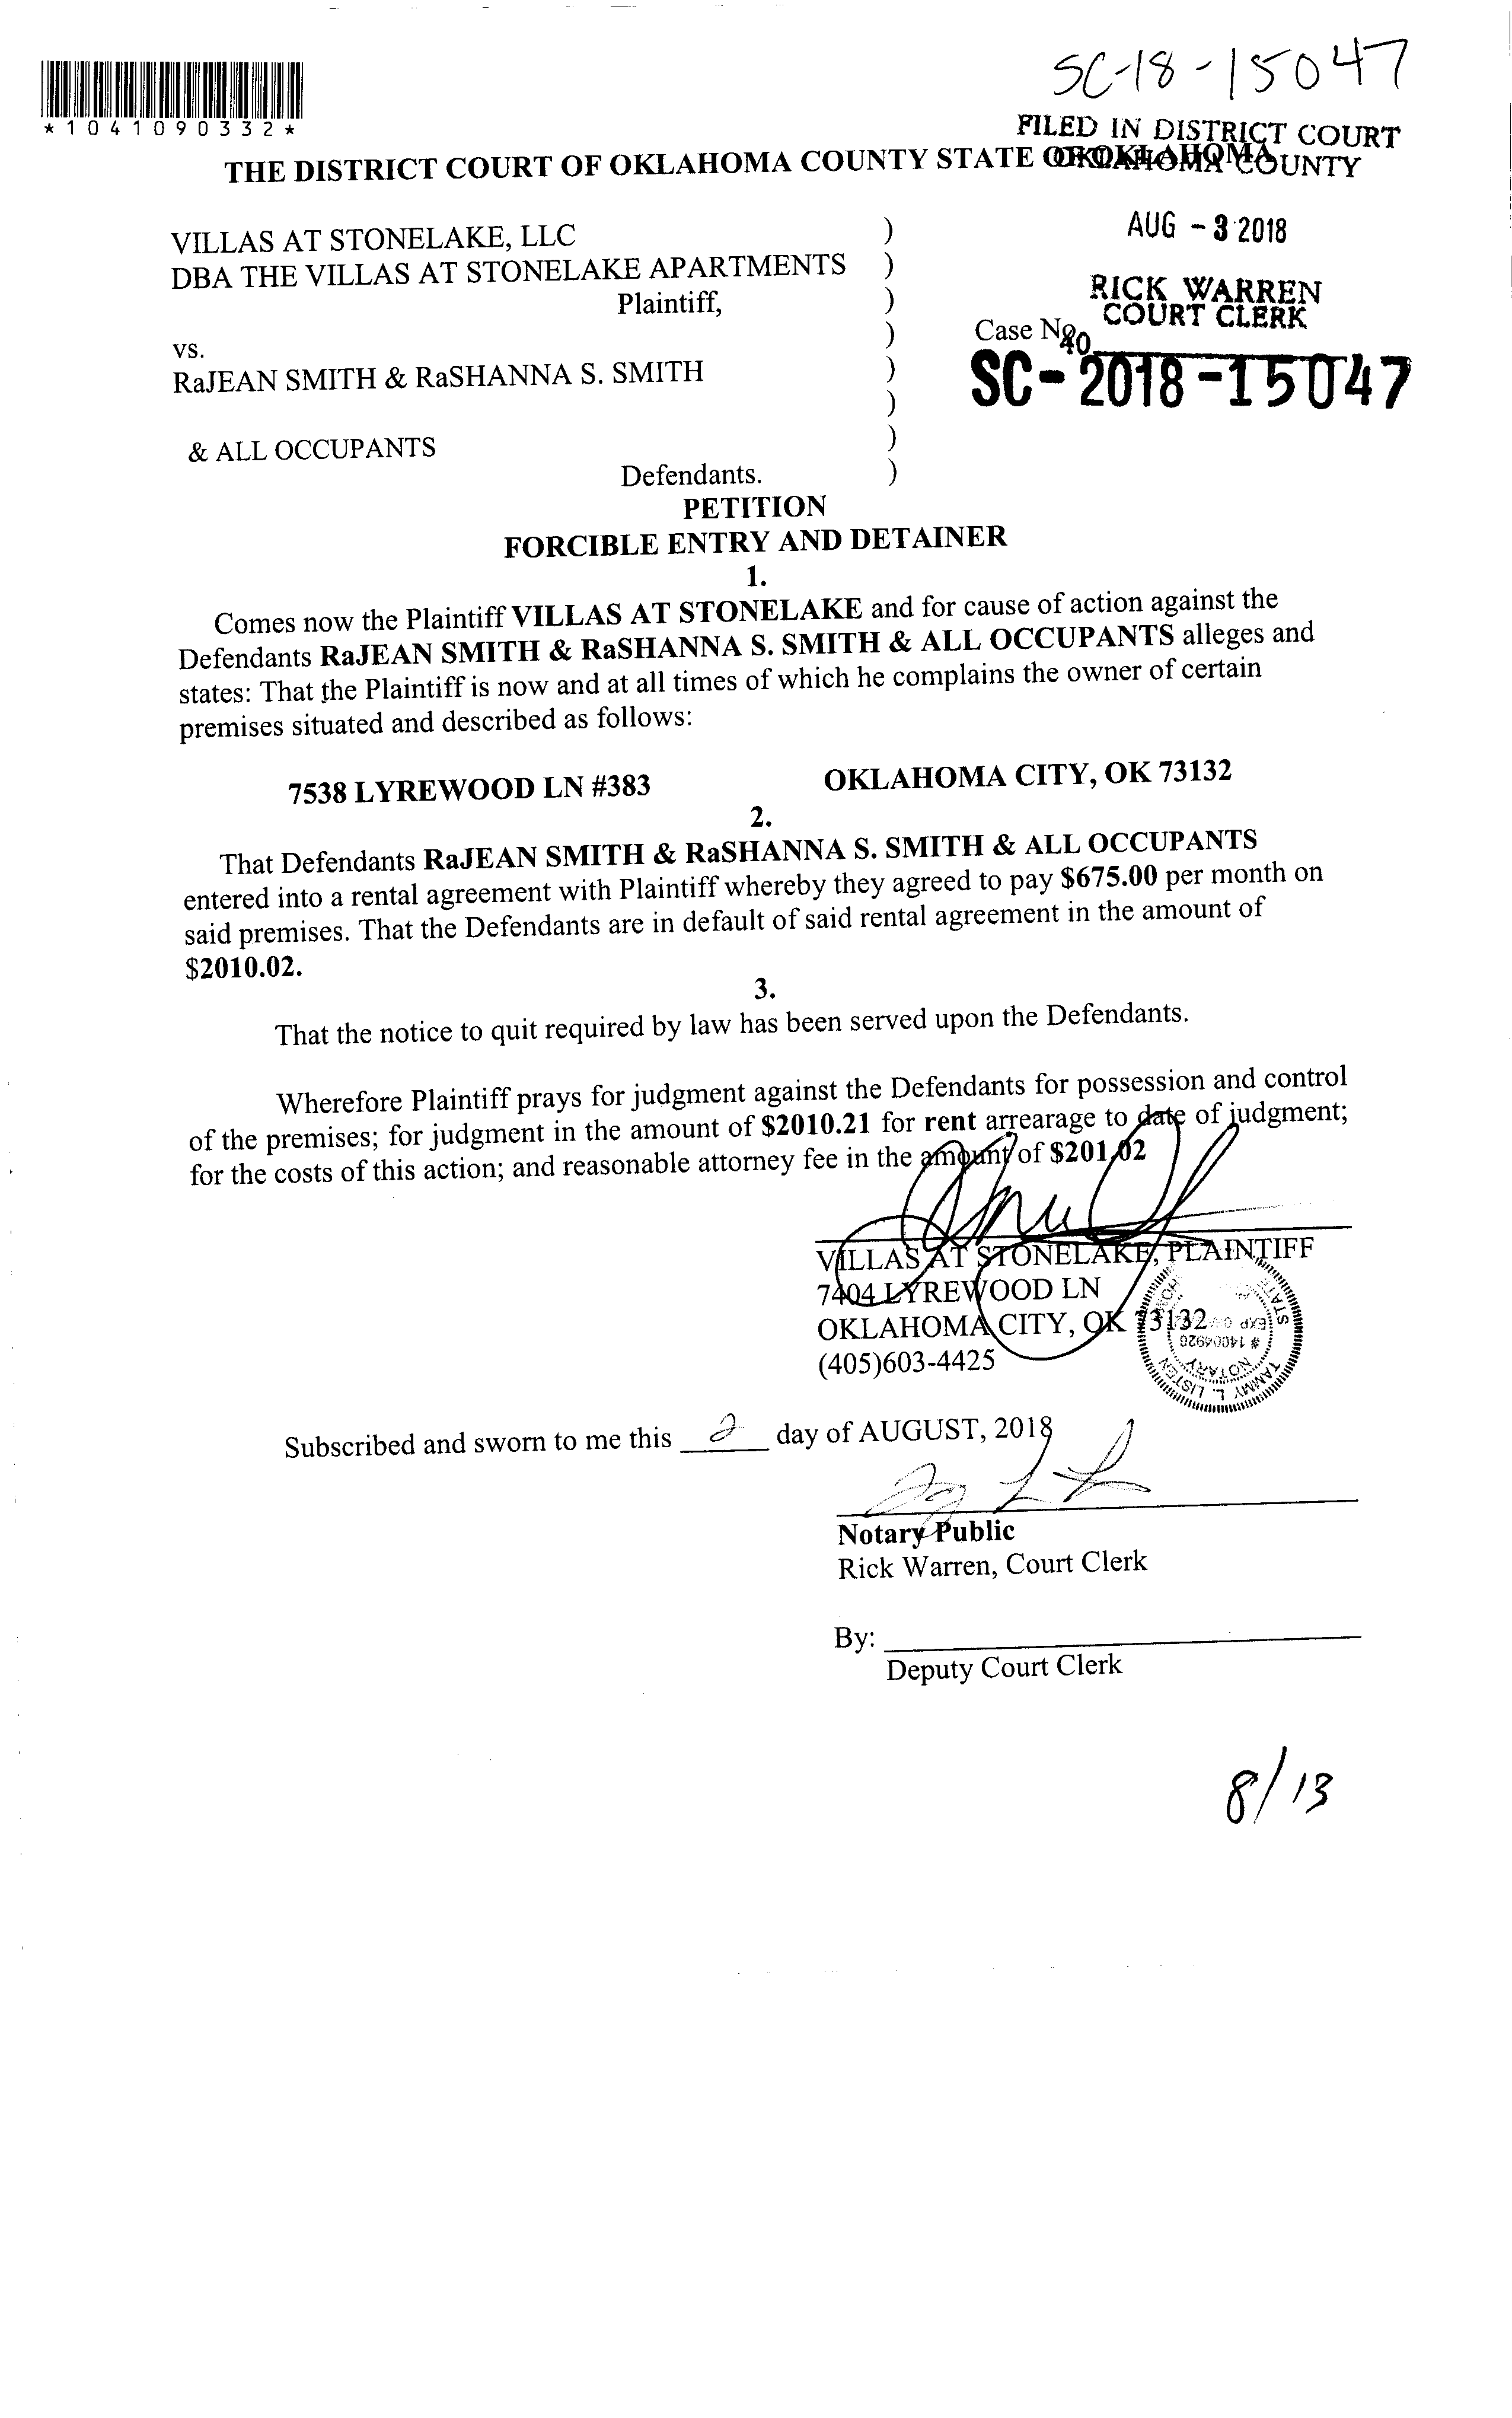 SC-18-15047
*1041090332*
FILED IN DISTRICT COURT
OKLAHOMA COUNTY
THE DISTRICT COURT OF OKLAHOMA COUNTY STATE OF OKLAHOMA
AUG - 3 2018
VILLAS AT STONELAKE, LLC )
DBA THE VILLAS AT STONELAKE APARTMENTS )
RICK WARREN
COURT CLERK
Plaintiff, )
Case No.
40
)
vs.
RaJEAN SMITH & RaSHANNA S. SMITH )
SC-2018-15047
)
& ALL OCCUPANTS )
Defendants. )
PETITION
FORCIBLE ENTRY AND DETAINER
1.
Comes now the Plaintiff VILLAS AT STONELAKE and for cause of action against the
Defendants RaJEAN SMITH & RaSHANNA S. SMITH & ALL OCCUPANTS alleges and
states: That the Plaintiff is now and at all times of which he complains the owner of certain
premises situated and described as follows:
7538 LYREWOOD LN #383 OKLAHOMA CITY, OK 73132
2.
That Defendants RaJEAN SMITH & RaSHANNA S. SMITH & ALL OCCUPANTS
entered into a rental agreement with Plaintiff whereby they agreed to pay $675.00 per month on
said premises. That the Defendants are in default of said rental agreement in the amount of
$2010.02.
3.
That the notice to quit required by law has been served upon the Defendants.
Wherefore Plaintiff prays for judgment against the Defendants for possession and control
of the premises; for judgment in the amount of $2010.21 for rent arrearage to date of judgment;
for the costs of this action; and reasonable attorney fee in the amount of $201.02
VILLAS AT STONELAKE, PLAINTIFF
7404 LYREWOOD LN
OKLAHOMA CITY, OK 73132
(405)603-4425
TAMMY L. LISTEN
NOTARY
# 14004926
EXP
STATE
Subscribed and sworn to me this 2 day of AUGUST, 2018
Notary Public
Rick Warren, Court Clerk
By:
Deputy Court Clerk
8/13